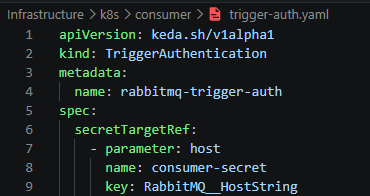 Infrastructure > k8s > consumer > trigger-auth.yaml
1 apiVersion: keda.sh/v1alpha1
2 kind: TriggerAuthentication
3 metadata:
4   name: rabbitmq-trigger-auth
5 spec:
6   secretTargetRef:
7     - parameter: host
8       name: consumer-secret
9       key: RabbitMQ__HostString